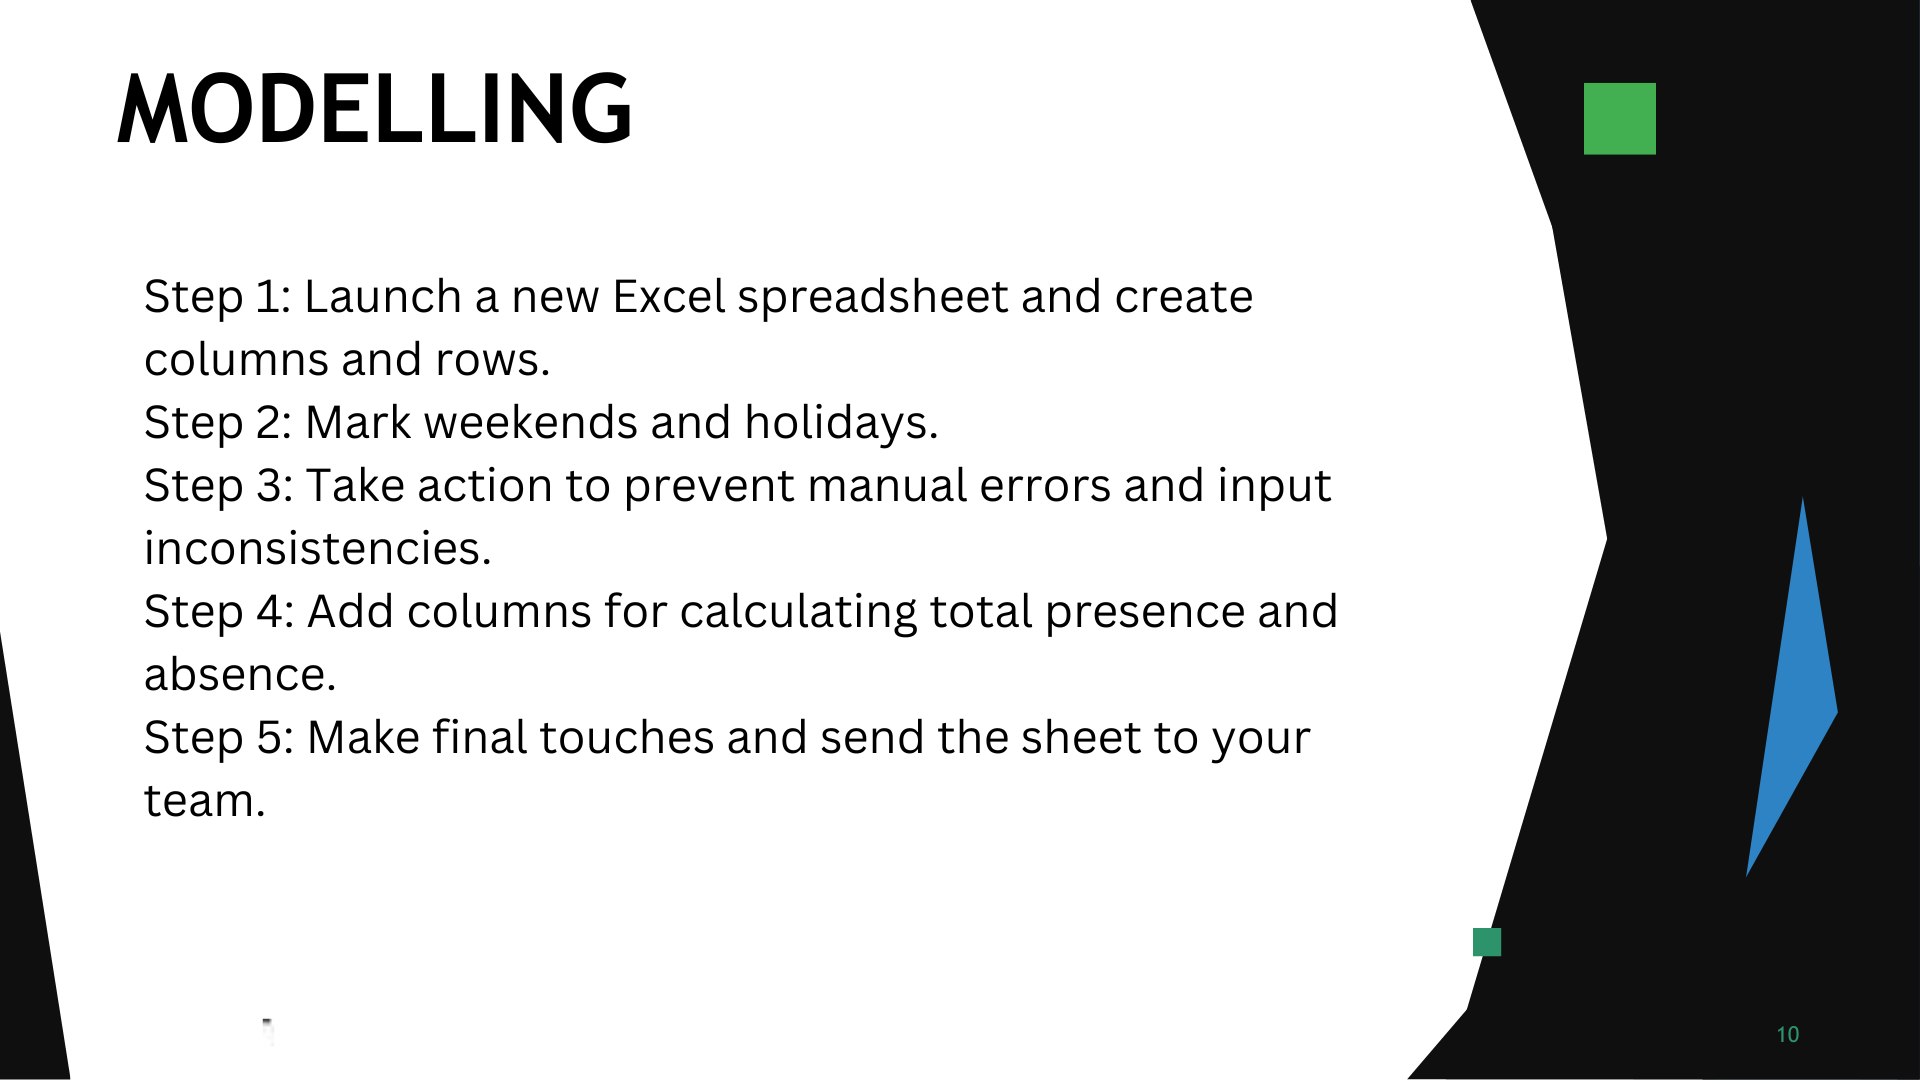 MODELLING
Step 1: Launch a new Excel spreadsheet and create
columns and rows.
Step 2: Mark weekends and holidays.
Step 3: Take action to prevent manual errors and input
inconsistencies.
Step 4: Add columns for calculating total presence and
absence.
Step 5: Make final touches and send the sheet to your
team.
10